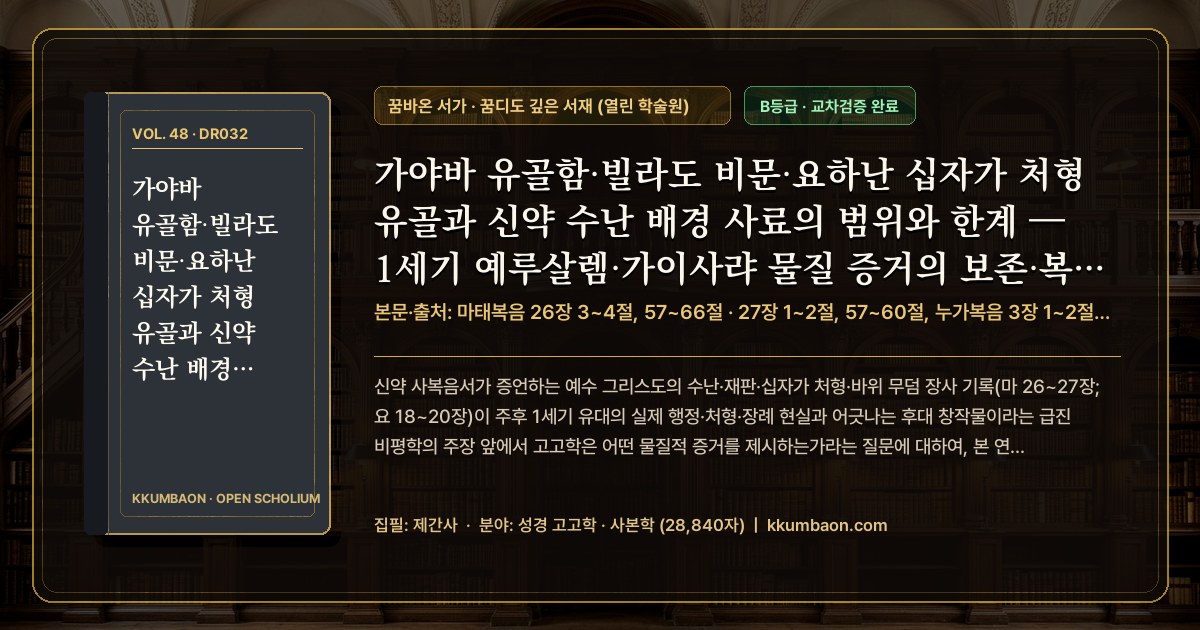 VOL. 48 · DR032
가야바
유골함·빌라도
비문·요하난
십자가 처형
유골과 신약
수난 배경…
KKUMBAON · OPEN SCHOLIUM
꿈바온 서가 · 꿈디도 깊은 서재 (열린 학술원)
B등급 · 교차검증 완료
가야바 유골함·빌라도 비문·요하난 십자가 처형
유골과 신약 수난 배경 사료의 범위와 한계 —
1세기 예루살렘·가이사랴 물질 증거의 보존·복…
본문·출처: 마태복음 26장 3~4절, 57~66절 · 27장 1~2절, 57~60절, 누가복음 3장 1~2절…
신약 사복음서가 증언하는 예수 그리스도의 수난·재판·십자가 처형·바위 무덤 장사 기록(마 26~27장;
요 18~20장)이 주후 1세기 유대의 실제 행정·처형·장례 현실과 어긋나는 후대 창작물이라는 급진
비평학의 주장 앞에서 고고학은 어떤 물질적 증거를 제시하는가라는 질문에 대하여, 본 연…
집필: 제간사 · 분야: 성경 고고학 · 사본학 (28,840자) | kkumbaon.com